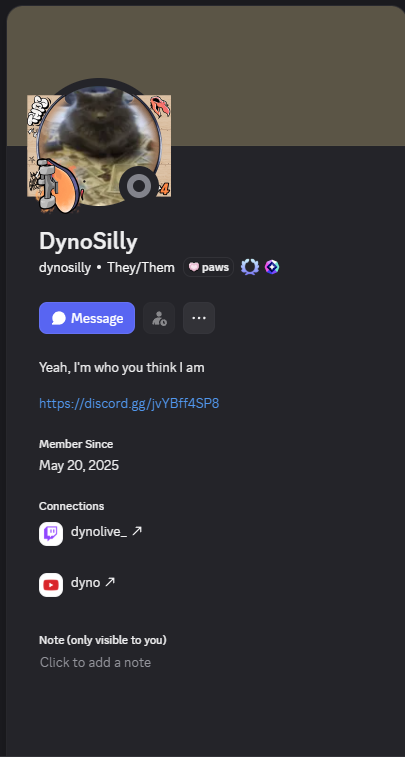 DynoSilly
dynosilly • They/Them paws
Message
Yeah, I'm who you think I am
https://discord.gg/jvYBff4SP8
Member Since
May 20, 2025
Connections
dynolive_
dyno
Note (only visible to you)
Click to add a note